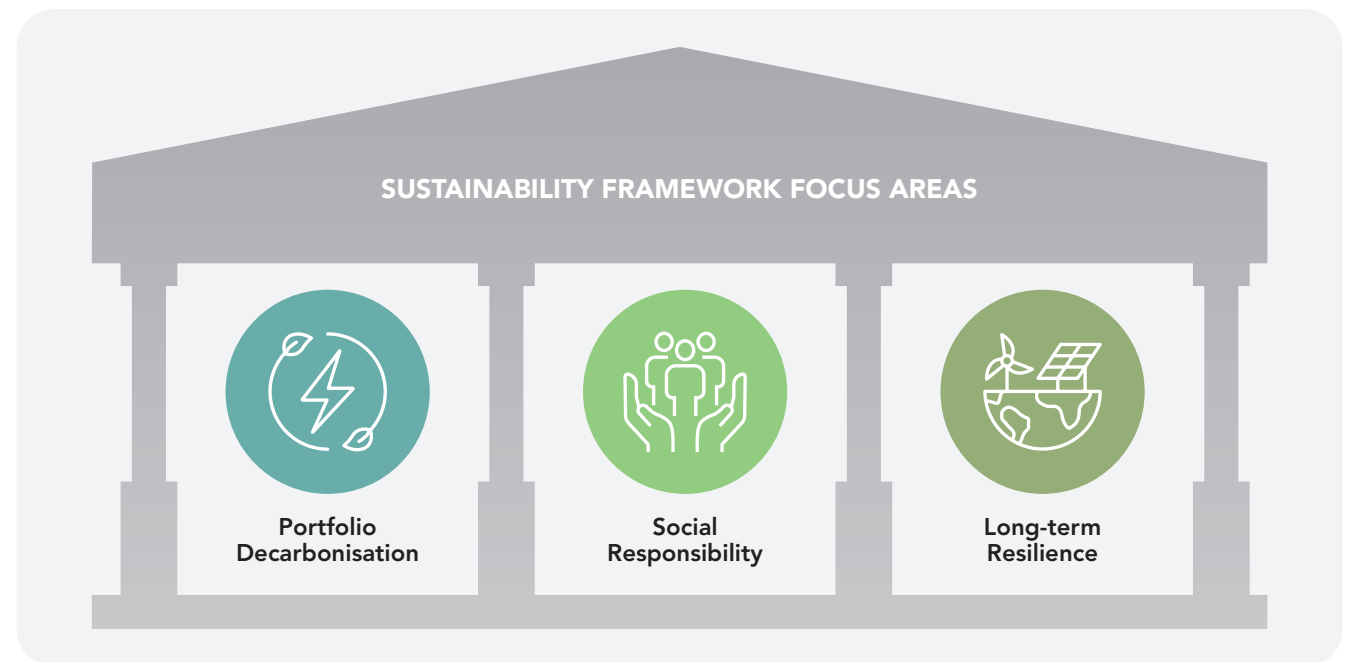 SUSTAINABILITY FRAMEWORK FOCUS AREAS
Portfolio
Decarbonisation
Social
Responsibility
Long-term
Resilience